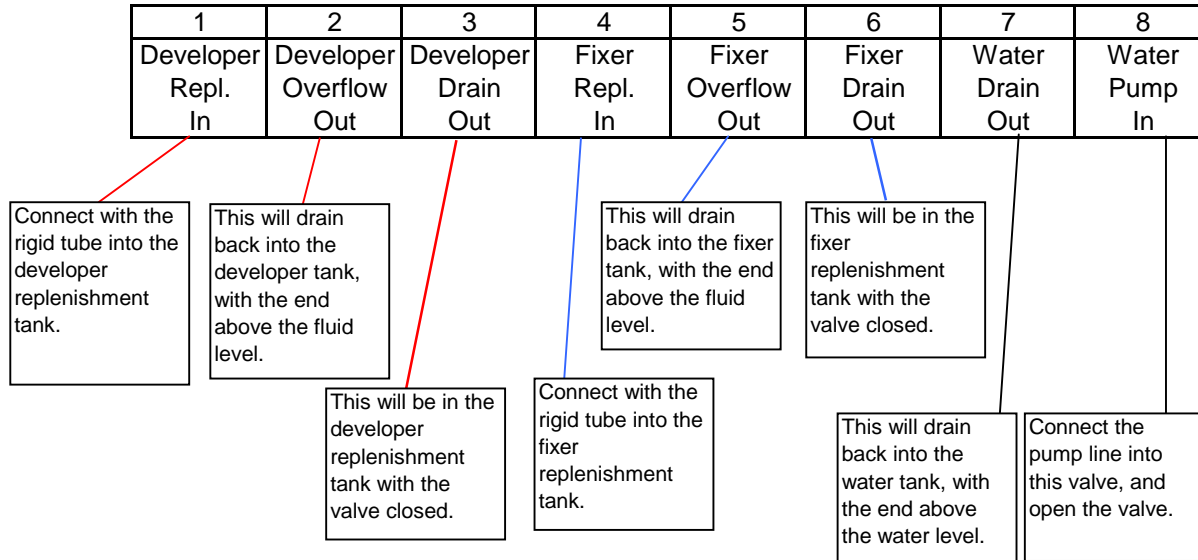 1 2 3 4 5 6 7 8
Developer Developer Developer Fixer Fixer Fixer Water Water
Repl. Overflow Drain Repl. Overflow Drain Drain Pump
In Out Out In Out Out Out In
Connect with the
rigid tube into the
developer
replenishment
tank.
This will drain
back into the
developer tank,
with the end
above the fluid
level.
This will be in the
developer
replenishment
tank with the
valve closed.
Connect with the
rigid tube into the
fixer
replenishment
tank.
This will drain
back into the fixer
tank, with the end
above the fluid
level.
This will be in the
fixer
replenishment
tank with the
valve closed.
This will drain
back into the
water tank, with
the end above
the water level.
Connect the
pump line into
this valve, and
open the valve.